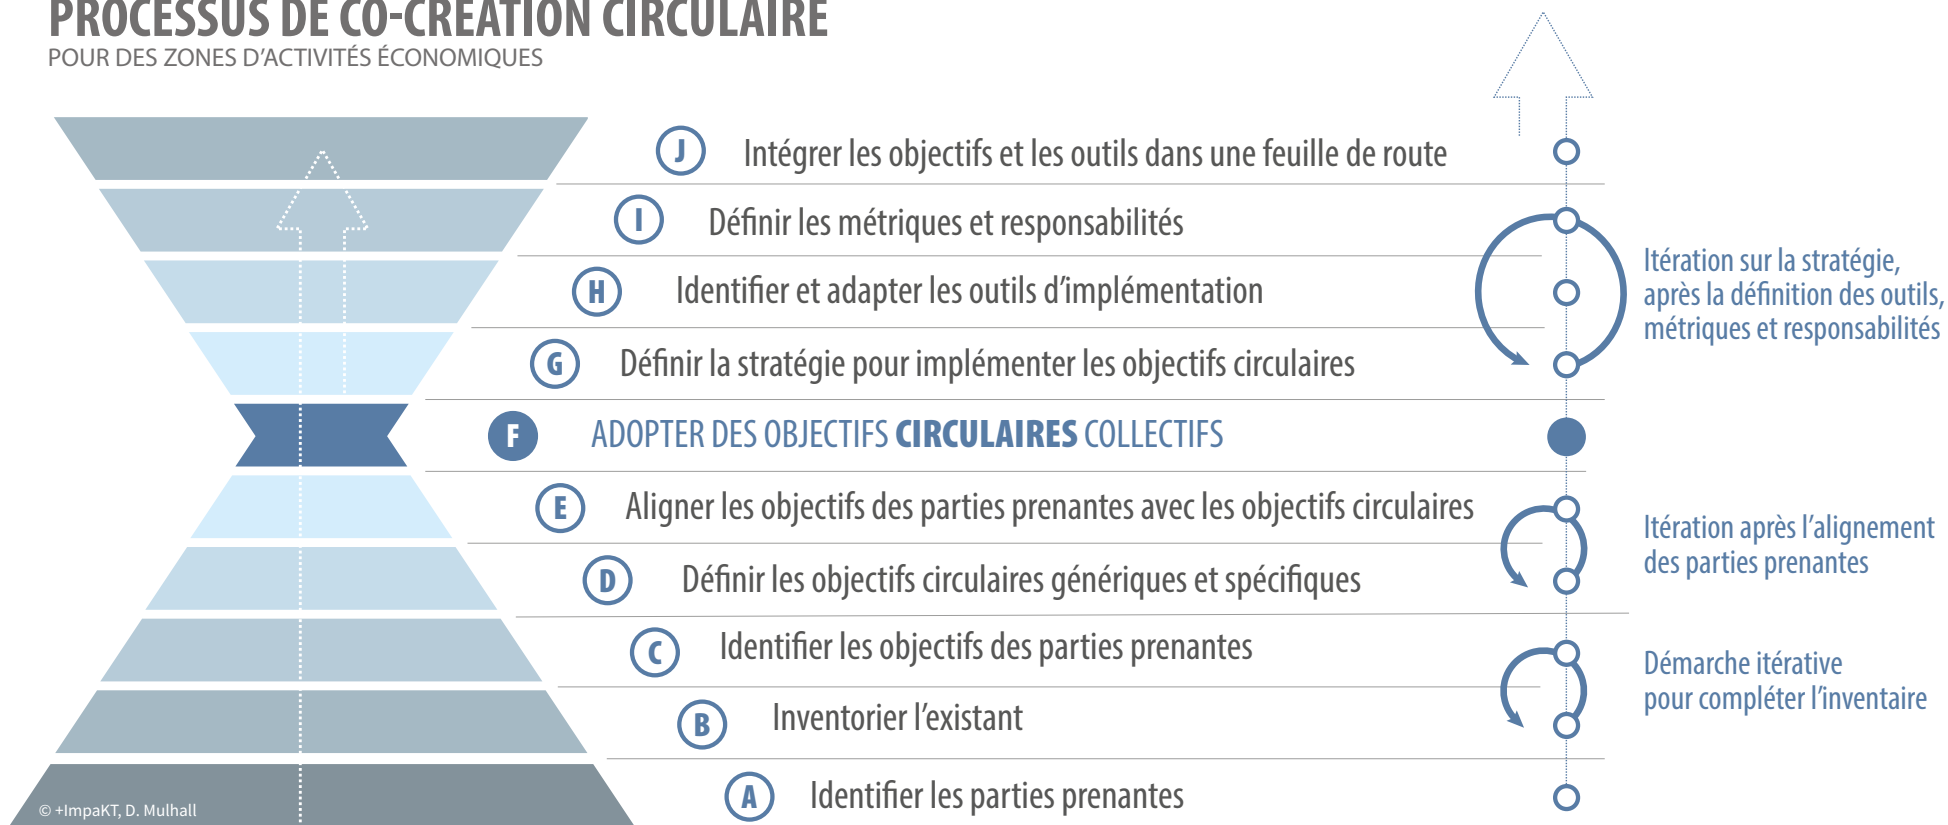 PROCESSUS DE CO-CRÉATION CIRCULAIRE
POUR DES ZONES D'ACTIVITÉS ÉCONOMIQUES
J Intégrer les objectifs et les outils dans une feuille de route
I Définir les métriques et responsabilités
H Identifier et adapter les outils d'implémentation
G Définir la stratégie pour implémenter les objectifs circulaires
Itération sur la stratégie,
après la définition des outils,
métriques et responsabilités
F ADOPTER DES OBJECTIFS CIRCULAIRES COLLECTIFS
E Aligner les objectifs des parties prenantes avec les objectifs circulaires
D Définir les objectifs circulaires génériques et spécifiques
Itération après l'alignement
des parties prenantes
C Identifier les objectifs des parties prenantes
B Inventorier l'existant
Démarche itérative
pour compléter l'inventaire
A Identifier les parties prenantes
© +ImpaKT, D. Mulhall